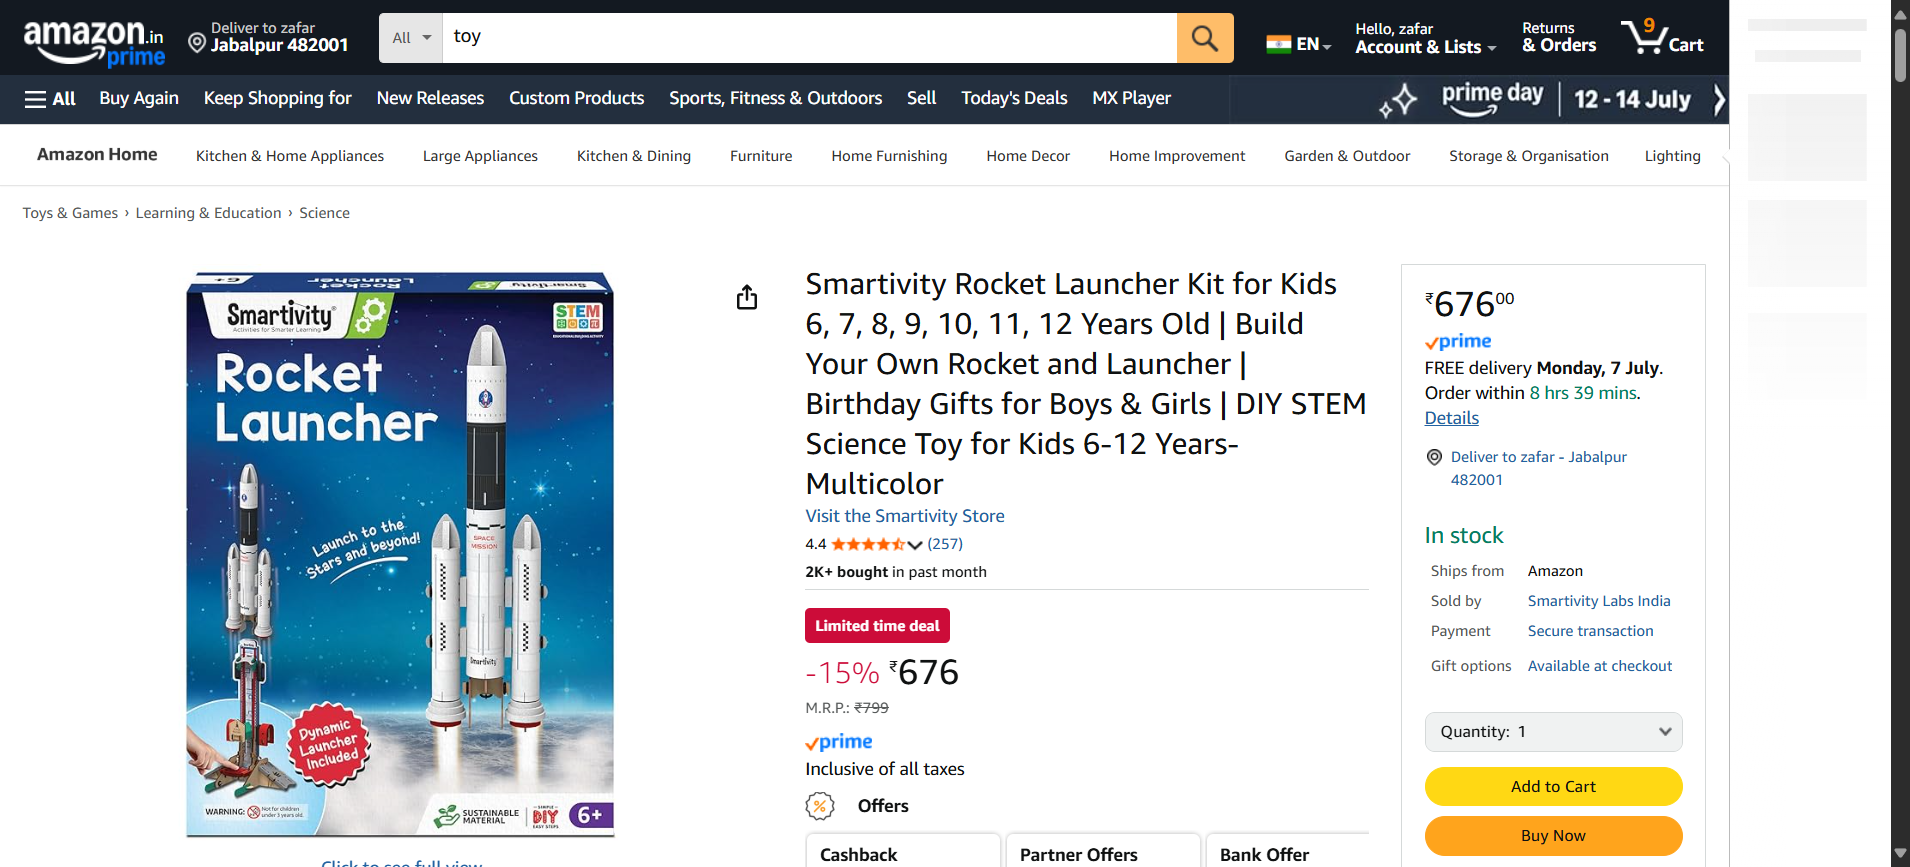 amazon.in
prime
Deliver to zafar
Jabalpur 482001
All
toy
EN
Hello, zafar
Account & Lists
Returns
& Orders
9
Cart
All
Buy Again
Keep Shopping for
New Releases
Custom Products
Sports, Fitness & Outdoors
Sell
Today's Deals
MX Player
prime day
12 - 14 July
Amazon Home
Kitchen & Home Appliances
Large Appliances
Kitchen & Dining
Furniture
Home Furnishing
Home Decor
Home Improvement
Garden & Outdoor
Storage & Organisation
Lighting
Toys & Games › Learning & Education › Science
Rocket Launcher
Smartivity
6+
Smartivity
Activities for Smarter Learning
STEM
Rocket
Launcher
Launch to the
Stars and beyond!
SPACE
MISSION
Smartivity
Dynamic
Launcher
Included
WARNING:
Not for children
under 3 years old.
SUSTAINABLE
MATERIAL
SIMPLE
DIY
EASY STEPS
6+
Click to see full view
Smartivity Rocket Launcher Kit for Kids
6, 7, 8, 9, 10, 11, 12 Years Old | Build
Your Own Rocket and Launcher |
Birthday Gifts for Boys & Girls | DIY STEM
Science Toy for Kids 6-12 Years-
Multicolor
Visit the Smartivity Store
4.4 (257)
2K+ bought in past month
Limited time deal
-15% ₹676
M.R.P.: ₹799
prime
Inclusive of all taxes
Offers
Cashback
Partner Offers
Bank Offer
₹67600
prime
FREE delivery Monday, 7 July.
Order within 8 hrs 39 mins.
Details
Deliver to zafar - Jabalpur
482001
In stock
Ships from Amazon
Sold by Smartivity Labs India
Payment Secure transaction
Gift options Available at checkout
Quantity: 1
Add to Cart
Buy Now